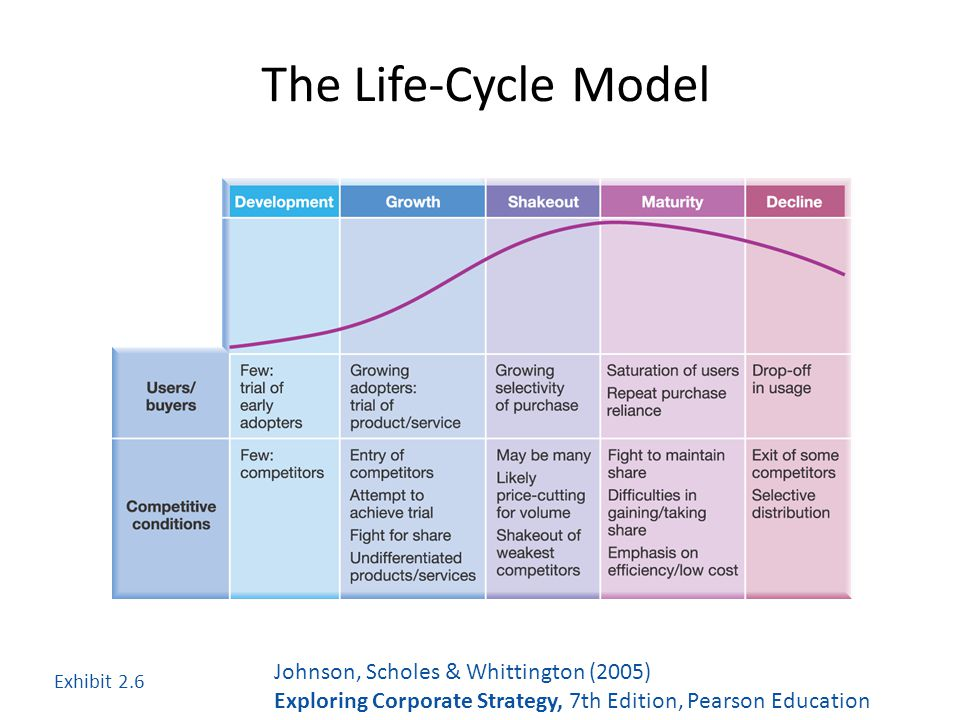 The Life-Cycle Model
Development Growth Shakeout Maturity Decline
Users/
buyers
Few:
trial of
early
adopters
Growing
adopters:
trial of
product/service
Growing
selectivity
of purchase
Saturation of users
Repeat purchase
reliance
Drop-off
in usage
Competitive
conditions
Few:
competitors
Entry of
competitors
Attempt to
achieve trial
Fight for share
Undifferentiated
products/services
May be many
Likely
price-cutting
for volume
Shakeout of
weakest
competitors
Fight to maintain
share
Difficulties in
gaining/taking
share
Emphasis on
efficiency/low cost
Exit of some
competitors
Selective
distribution
Exhibit 2.6
Johnson, Scholes & Whittington (2005)
Exploring Corporate Strategy, 7th Edition, Pearson Education